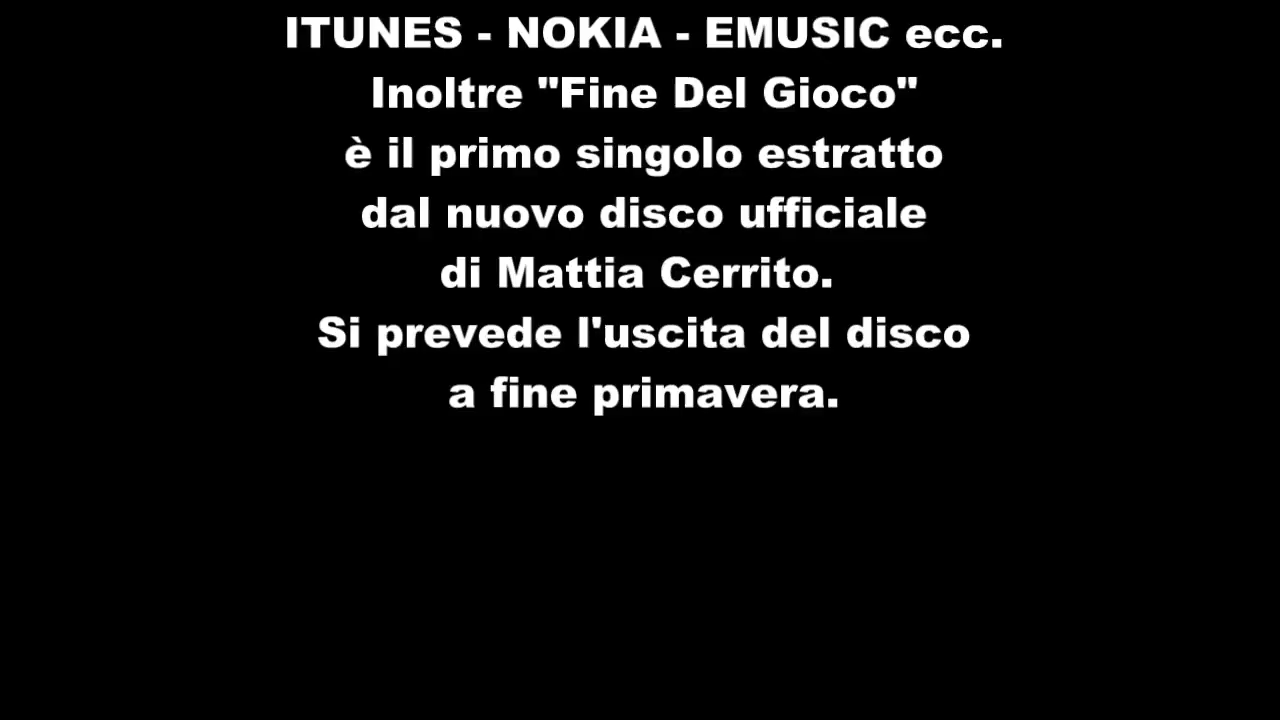 ITUNES - NOKIA - EMUSIC ecc.
Inoltre "Fine Del Gioco"
è il primo singolo estratto
dal nuovo disco ufficiale
di Mattia Cerrito.
Si prevede l'uscita del disco
a fine primavera.